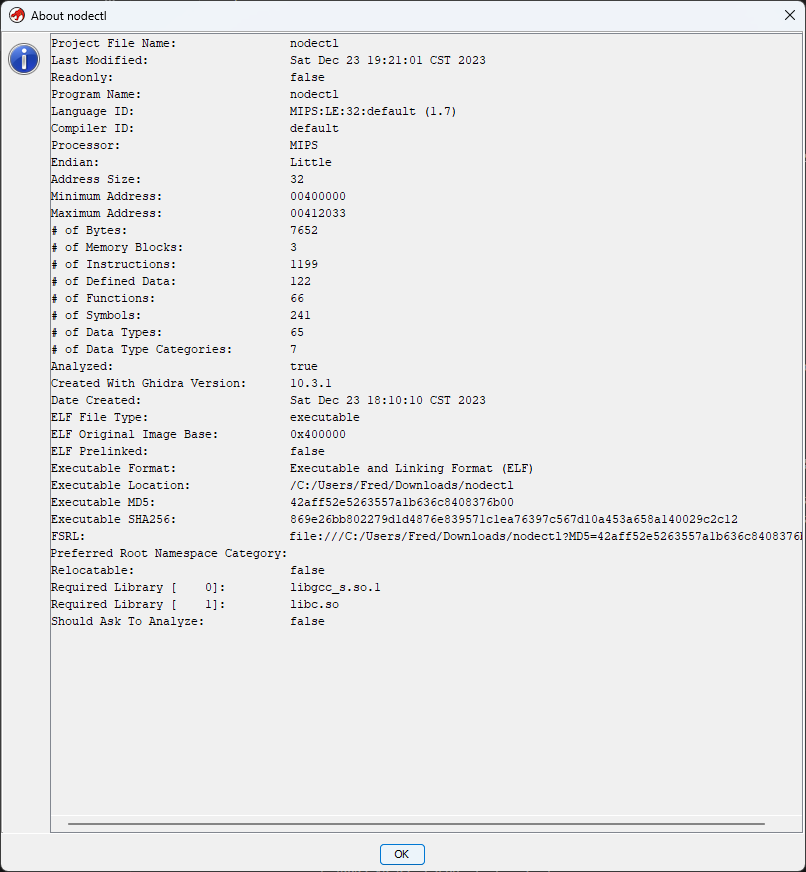 About nodectl
Project File Name: nodectl
Last Modified: Sat Dec 23 19:21:01 CST 2023
Readonly: false
Program Name: nodectl
Language ID: MIPS:LE:32:default (1.7)
Compiler ID: default
Processor: MIPS
Endian: Little
Address Size: 32
Minimum Address: 00400000
Maximum Address: 00412033
# of Bytes: 7652
# of Memory Blocks: 3
# of Instructions: 1199
# of Defined Data: 122
# of Functions: 66
# of Symbols: 241
# of Data Types: 65
# of Data Type Categories: 7
Analyzed: true
Created With Ghidra Version: 10.3.1
Date Created: Sat Dec 23 18:10:10 CST 2023
ELF File Type: executable
ELF Original Image Base: 0x400000
ELF Prelinked: false
Executable Format: Executable and Linking Format (ELF)
Executable Location: /C:/Users/Fred/Downloads/nodectl
Executable MD5: 42aff52e5263557a1b636c8408376b00
Executable SHA256: 869e26bb802279d1d4876e839571c1ea76397c567d10a453a658a140029c2c12
FSRL: file:///C:/Users/Fred/Downloads/nodectl?MD5=42aff52e5263557a1b636c8408376
Preferred Root Namespace Category:
Relocatable: false
Required Library [ 0]: libgcc_s.so.1
Required Library [ 1]: libc.so
Should Ask To Analyze: false
OK